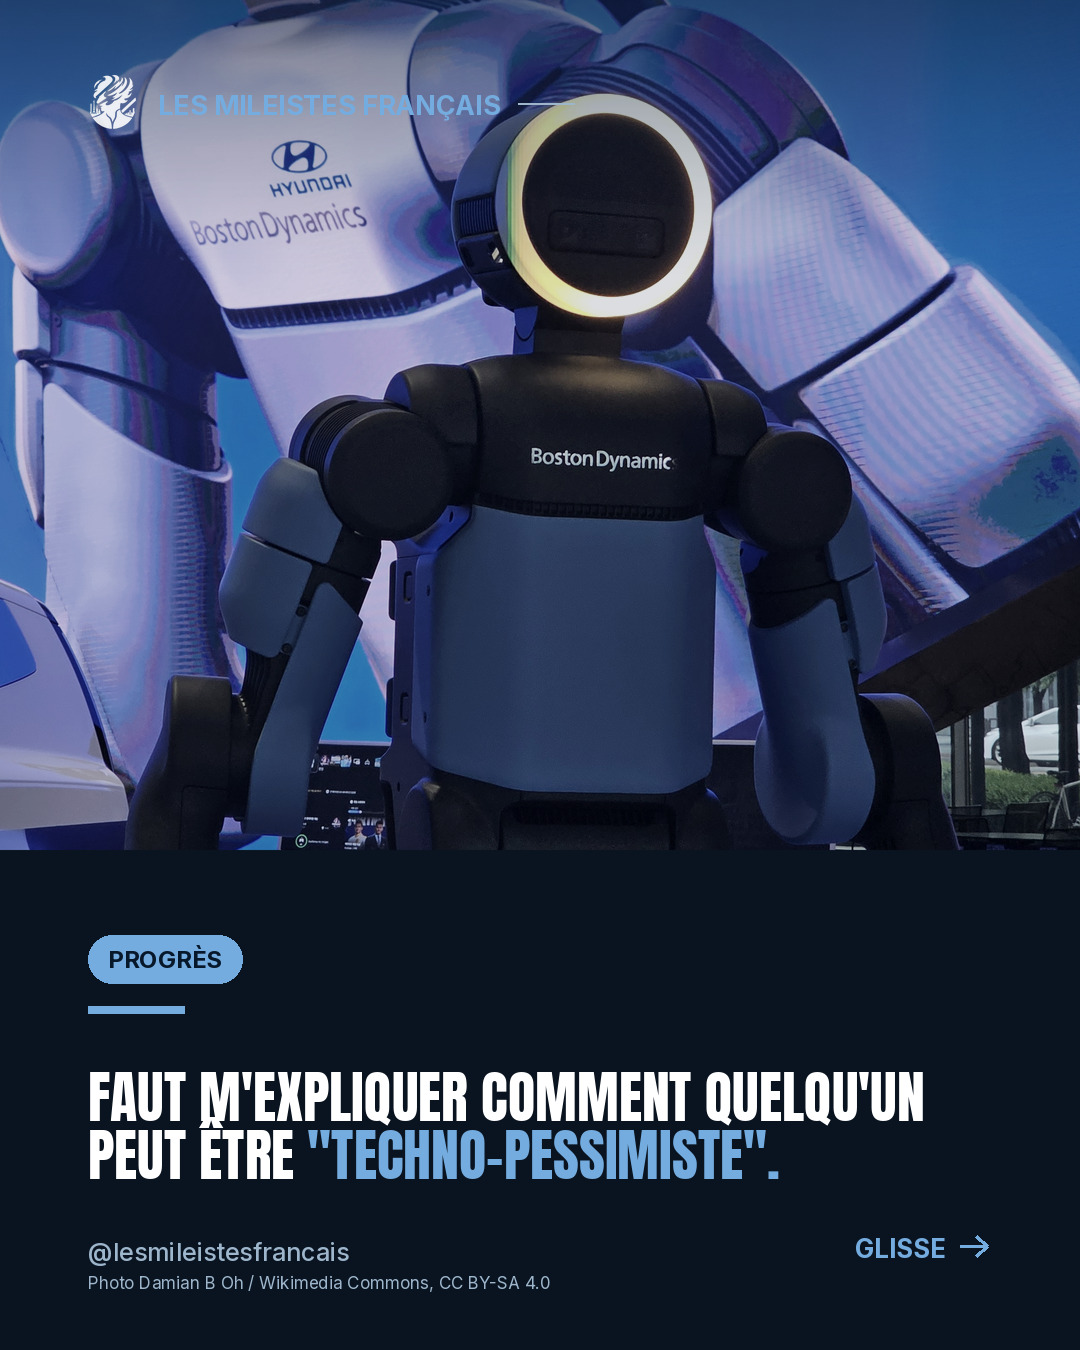 LES MILEISTES FRANÇAIS
HYUNDAI
BostonDynamics
BostonDynamics
PROGRÈS
FAUT M'EXPLIQUER COMMENT QUELQU'UN
PEUT ÊTRE "TECHNO-PESSIMISTE".
@lesmileistesfrancais
GLISSE →
Photo Damian B Oh / Wikimedia Commons, CC BY-SA 4.0